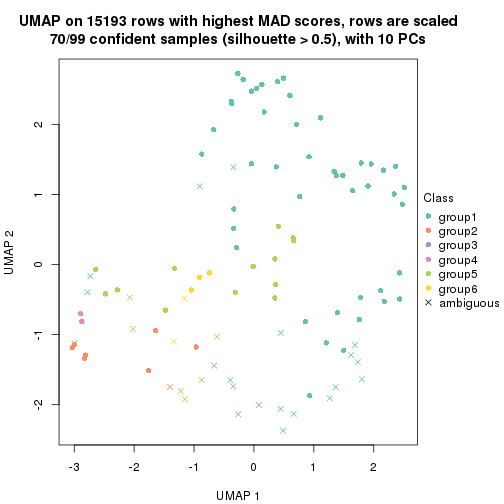 UMAP on 15193 rows with highest MAD scores, rows are scaled
70/99 confident samples (silhouette > 0.5), with 10 PCs
2
1
0
-1
-2
UMAP 2
-3
-2
-1
0
1
2
UMAP 1
Class
group1
group2
group3
group4
group5
group6
ambiguous